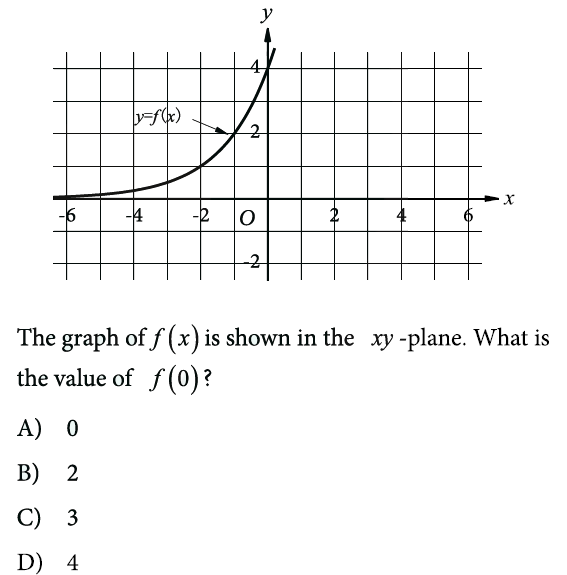 y
4
y=f(x)
2
x
-6 -4 -2 O 2 4 6
-2
The graph of f(x) is shown in the xy-plane. What is
the value of f(0)?
A) 0
B) 2
C) 3
D) 4